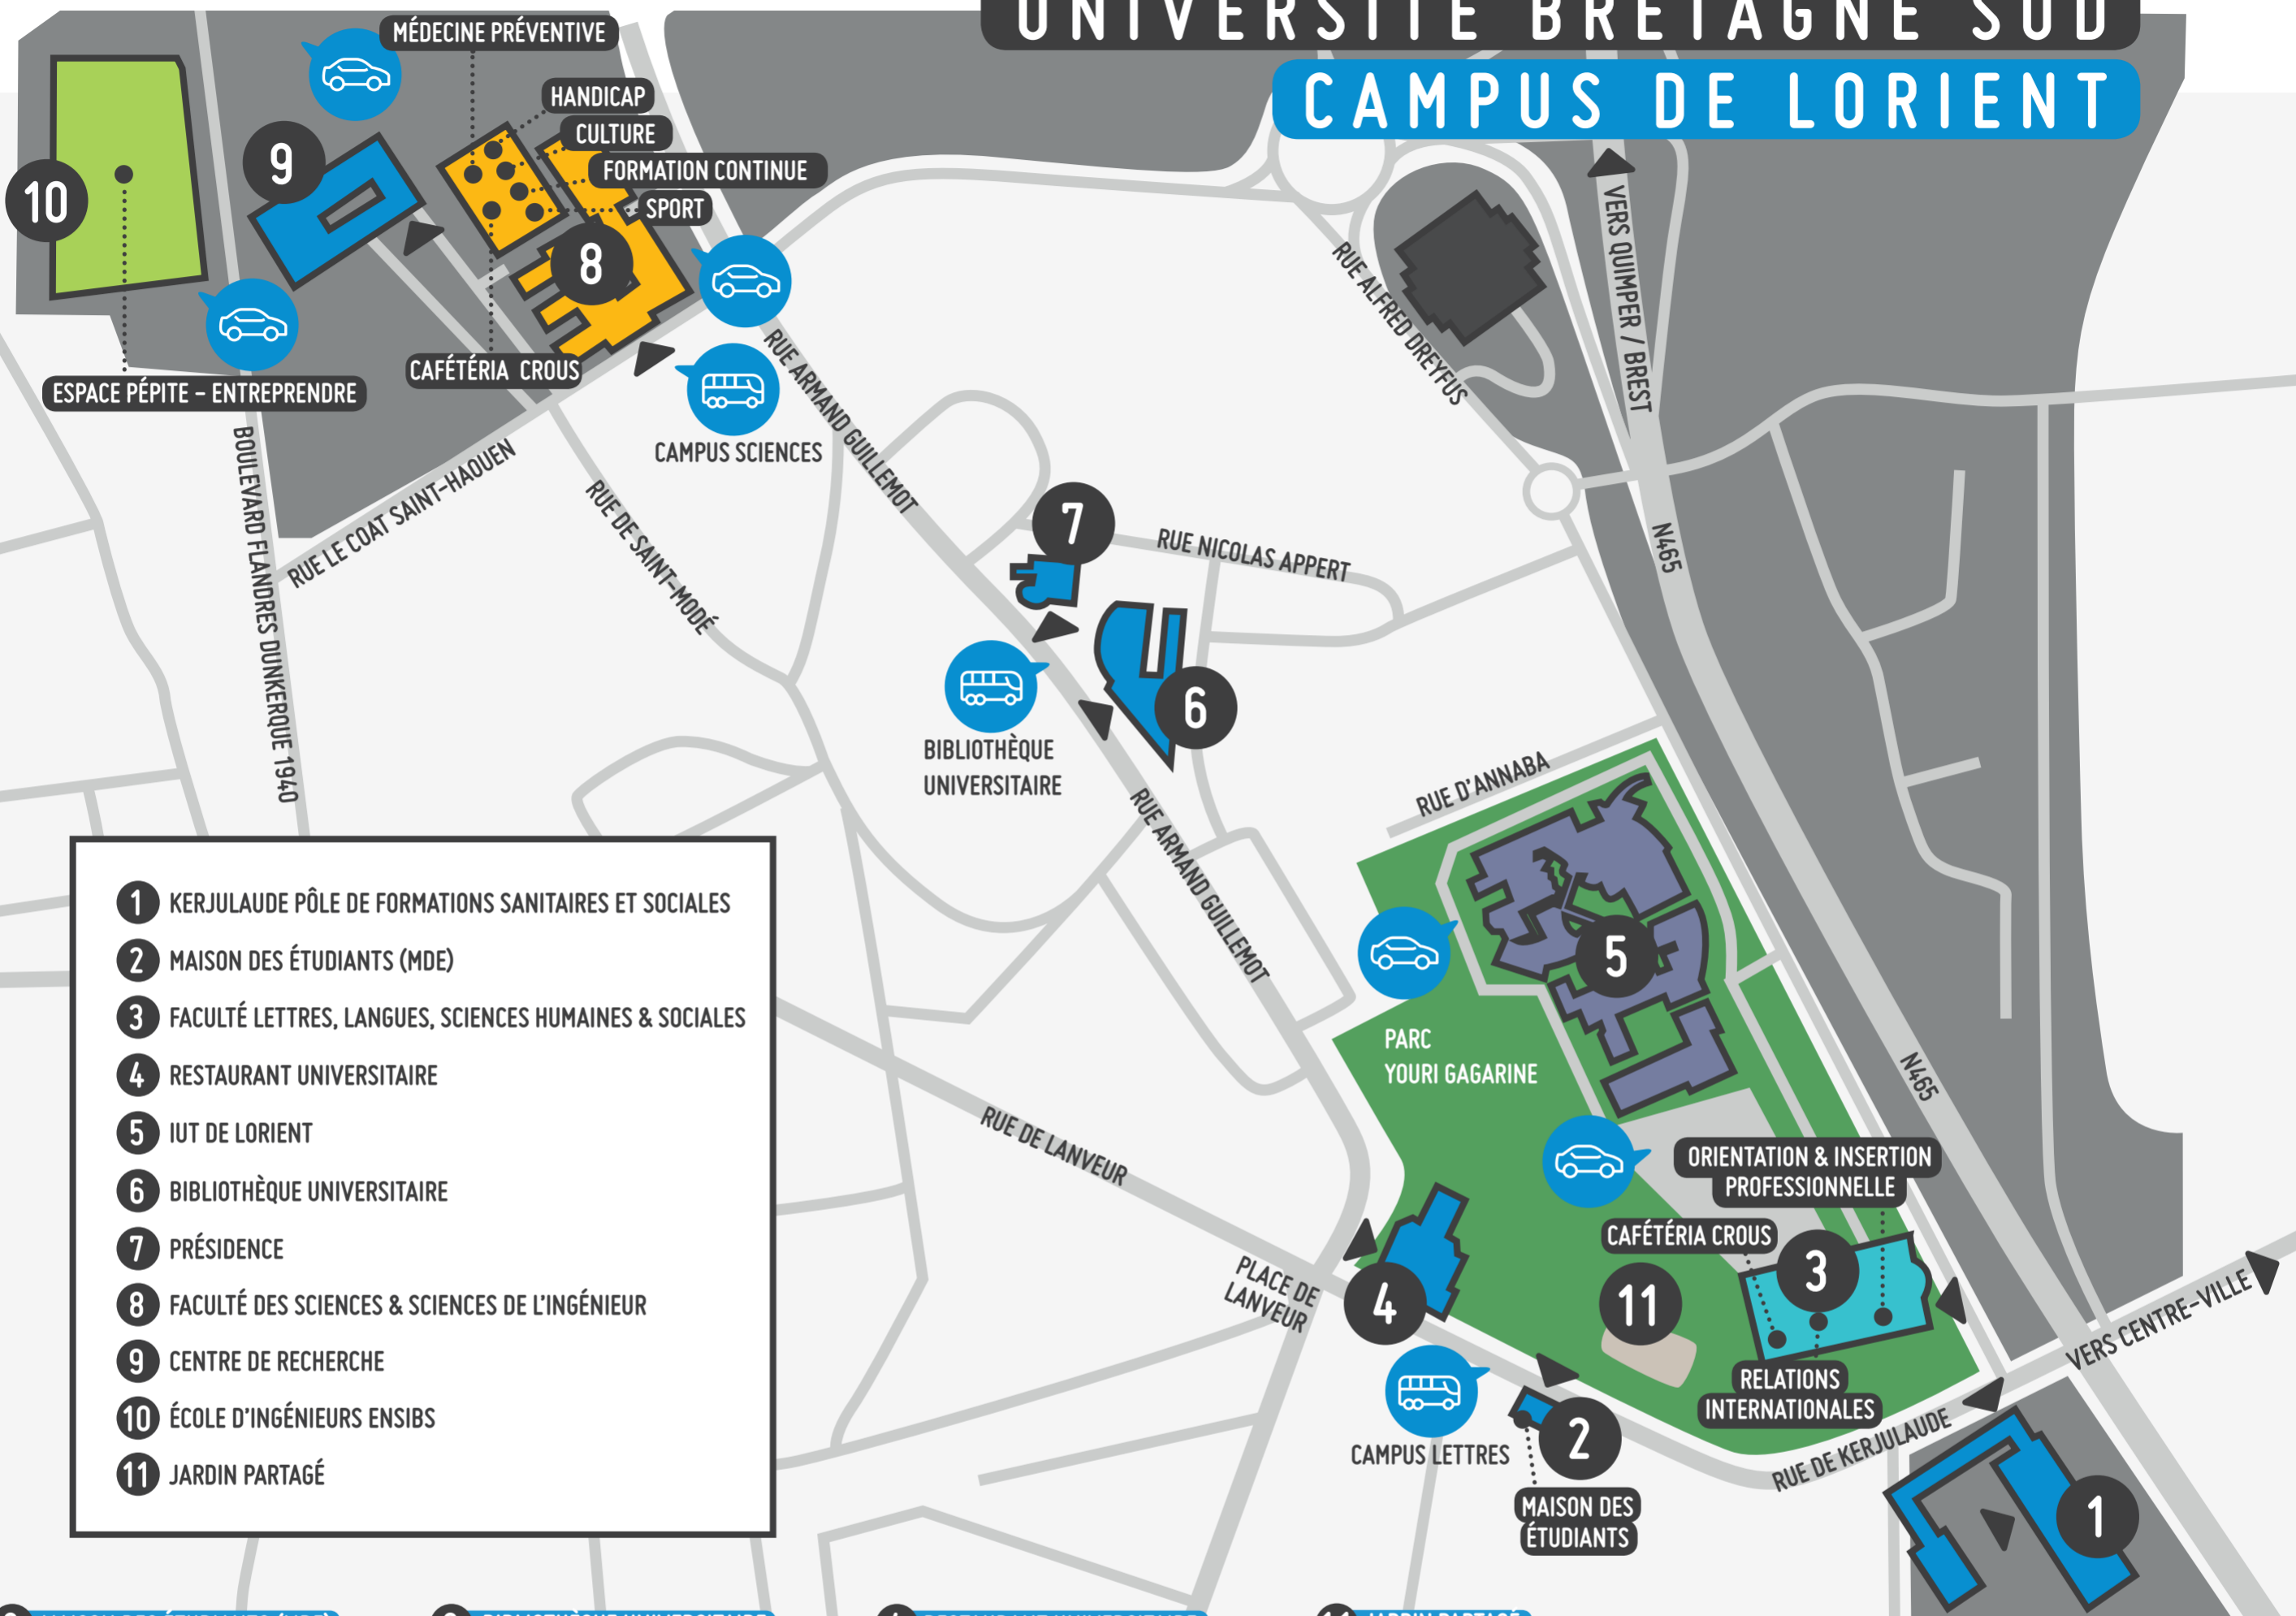 UNIVERSITÉ BRETAGNE SUD
CAMPUS DE LORIENT
MÉDECINE PRÉVENTIVE
HANDICAP
CULTURE
FORMATION CONTINUE
SPORT
10
9
8
CAFÉTÉRIA CROUS
ESPACE PÉPITE - ENTREPRENDRE
CAMPUS SCIENCES
BOULEVARD FLANDRES DUNKERQUE 1940
RUE LE COAT SAINT-HAOUEN
RUE DE SAINT-MODÉ
RUE ARMAND GUILLEMOT
RUE ALFRED DREYFUS
VERS QUIMPER / BREST
N465
7
RUE NICOLAS APPERT
6
BIBLIOTHÈQUE
UNIVERSITAIRE
RUE ARMAND GUILLEMOT
RUE D'ANNABA
5
PARC
YOURI GAGARINE
N465
RUE DE LANVEUR
PLACE DE
LANVEUR
ORIENTATION & INSERTION
PROFESSIONNELLE
CAFÉTÉRIA CROUS
3
11
4
RELATIONS
INTERNATIONALES
VERS CENTRE-VILLE
RUE DE KERJULAUDE
CAMPUS LETTRES
2
MAISON DES
ÉTUDIANTS
1
1 KERJULAUDE PÔLE DE FORMATIONS SANITAIRES ET SOCIALES
2 MAISON DES ÉTUDIANTS (MDE)
3 FACULTÉ LETTRES, LANGUES, SCIENCES HUMAINES & SOCIALES
4 RESTAURANT UNIVERSITAIRE
5 IUT DE LORIENT
6 BIBLIOTHÈQUE UNIVERSITAIRE
7 PRÉSIDENCE
8 FACULTÉ DES SCIENCES & SCIENCES DE L'INGÉNIEUR
9 CENTRE DE RECHERCHE
10 ÉCOLE D'INGÉNIEURS ENSIBS
11 JARDIN PARTAGÉ